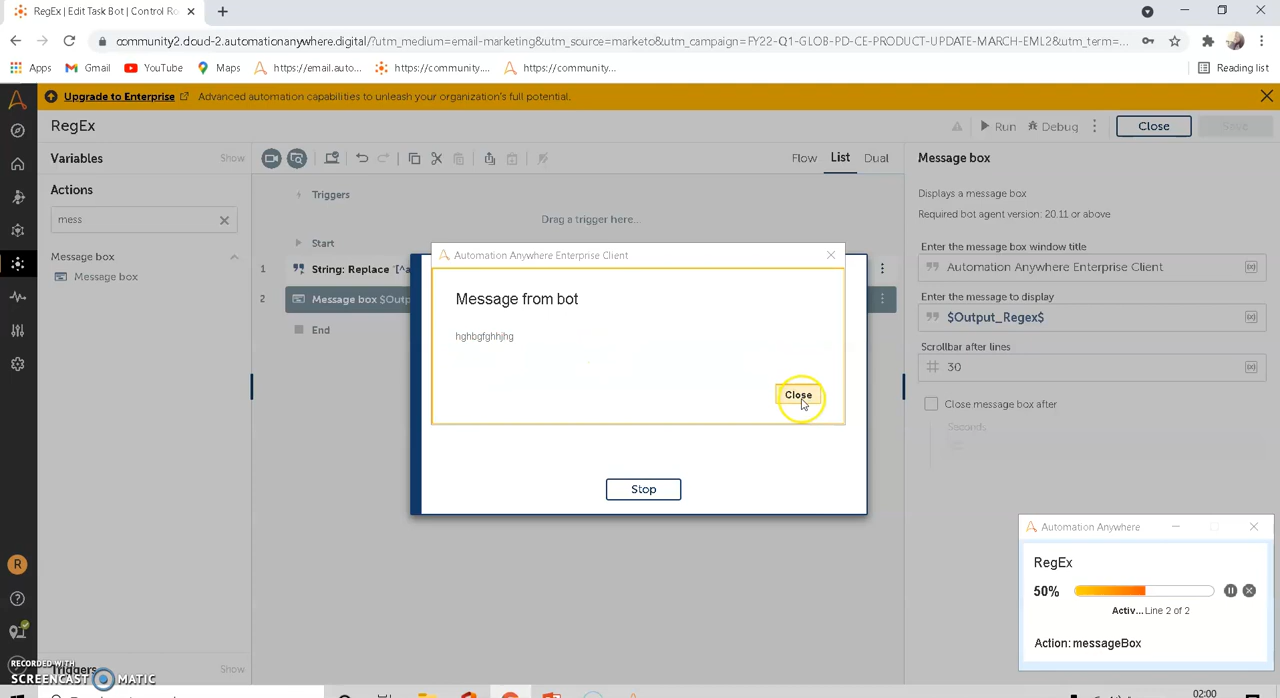 RegEx | Edit Task Bot | Control Ro
community2.cloud-2.automationanywhere.digital/?utm_medium=email-marketing&utm_source=marketo&utm_campaign=FY22-Q1-GLOB-PD-CE-PRODUCT-UPDATE-MARCH-EML2&utm_term=...
Apps Gmail YouTube Maps https://email.auto... https://community.... https://community... Reading list
Upgrade to Enterprise Advanced automation capabilities to unleash your organization's full potential.
RegEx Run Debug Close Save
Variables Show Flow List Dual Message box
Actions Triggers Displays a message box
Required bot agent version: 20.11 or above
mess Drag a trigger here...
Start Enter the message box window title
Message box Automation Anywhere Enterprise Client
Message box
1 String: Replace "[^a
2 Message box $Outp
End
Enter the message to display
$Output_Regex$
Scrollbar after lines
30
Close message box after
Seconds
Automation Anywhere Enterprise Client
Message from bot
hghbgfghhjhg
Close
Stop
Automation Anywhere
RegEx
50%
Activ... Line 2 of 2
Action: messageBox
R
RECORDED WITH
SCREENCAST MATIC
Triggers Show
02:00